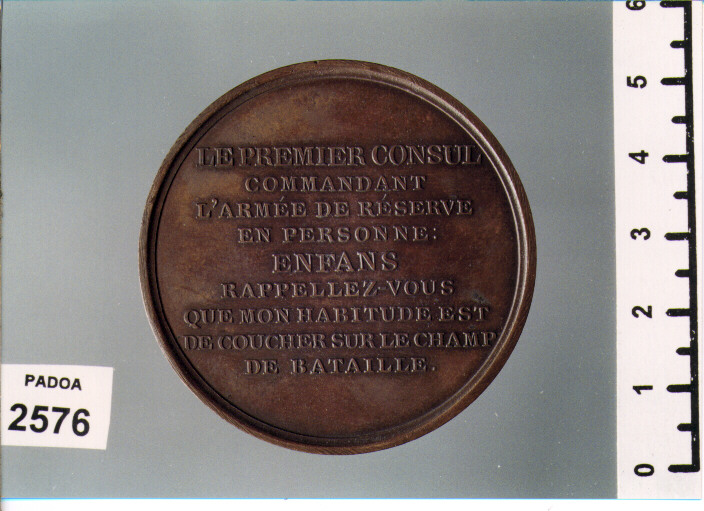 LE PREMIER CONSUL
COMMANDANT
L'ARMÉE DE RÉSERVE
EN PERSONNE:
ENFANS
RAPPELLEZ-VOUS
QUE MON HABITUDE EST
DE COUCHER SUR LE CHAMP
DE BATAILLE.
PADOA
2576
6
5
4
3
2
1
0